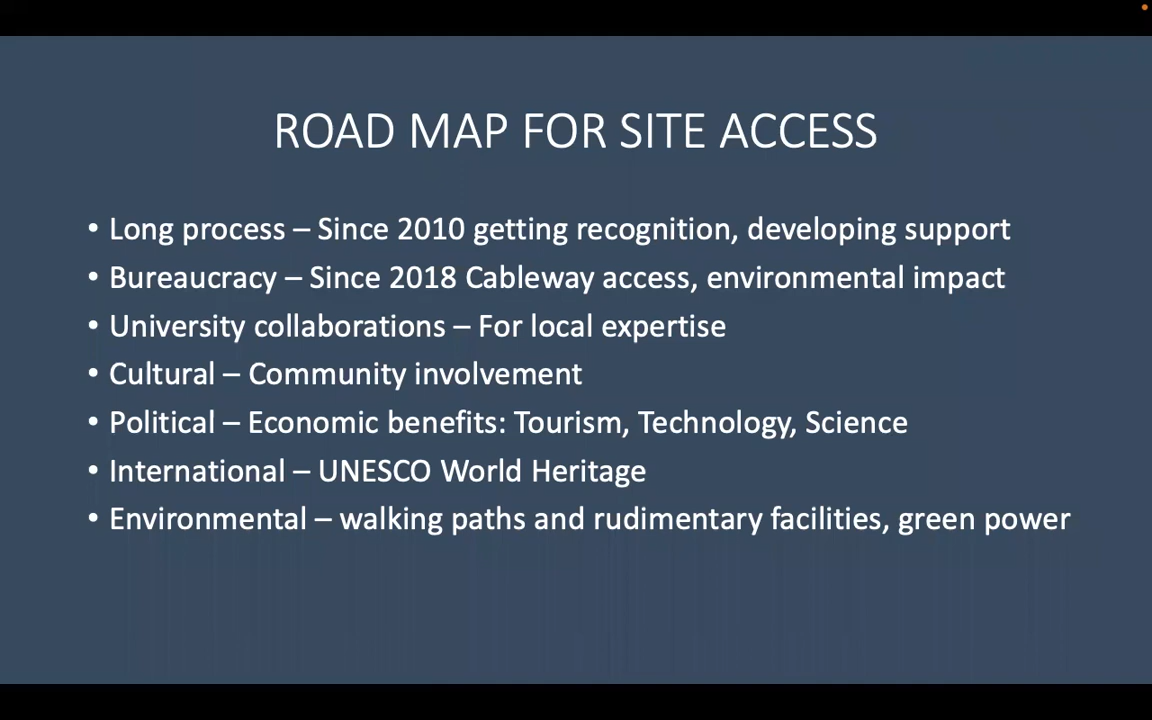 ROAD MAP FOR SITE ACCESS
• Long process – Since 2010 getting recognition, developing support
• Bureaucracy – Since 2018 Cableway access, environmental impact
• University collaborations – For local expertise
• Cultural – Community involvement
• Political – Economic benefits: Tourism, Technology, Science
• International – UNESCO World Heritage
• Environmental – walking paths and rudimentary facilities, green power